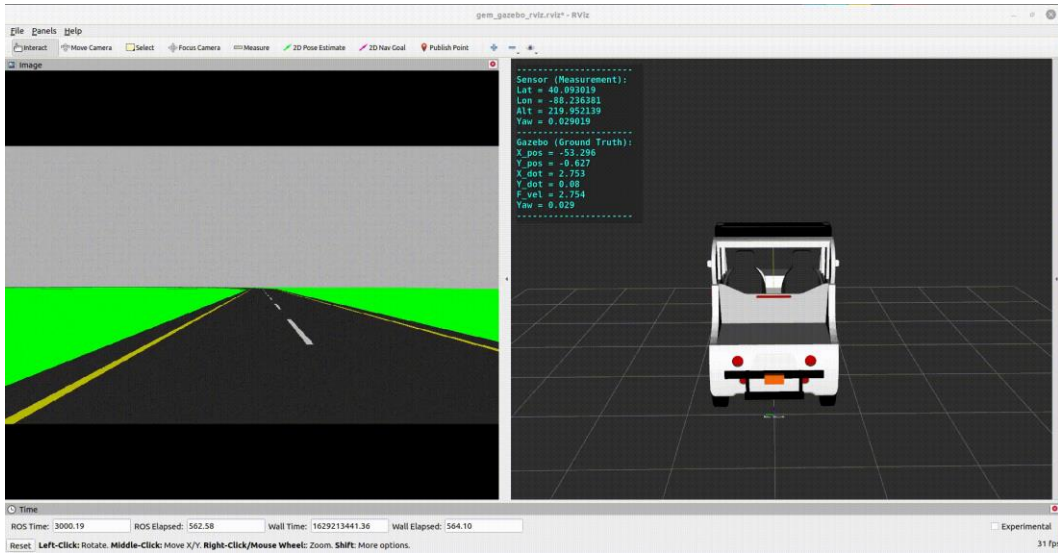 gem_gazebo_rviz.rviz* - RViz
File Panels Help
Interact Move Camera Select Focus Camera Measure 2D Pose Estimate 2D Nav Goal Publish Point
Image
----------------------
Sensor (Measurement):
Lat = 40.093019
Lon = -88.236381
Alt = 219.952139
Yaw = 0.029019
----------------------
Gazebo (Ground Truth):
X_pos = -53.296
Y_pos = -0.627
X_dot = 2.753
Y_dot = 0.08
F_vel = 2.754
Yaw = 0.029
----------------------
Time
ROS Time: 3000.19 ROS Elapsed: 562.58 Wall Time: 1629213441.36 Wall Elapsed: 564.10 Experimental
Reset Left-Click: Rotate. Middle-Click: Move X/Y. Right-Click/Mouse Wheel:: Zoom. Shift: More options. 31 fps